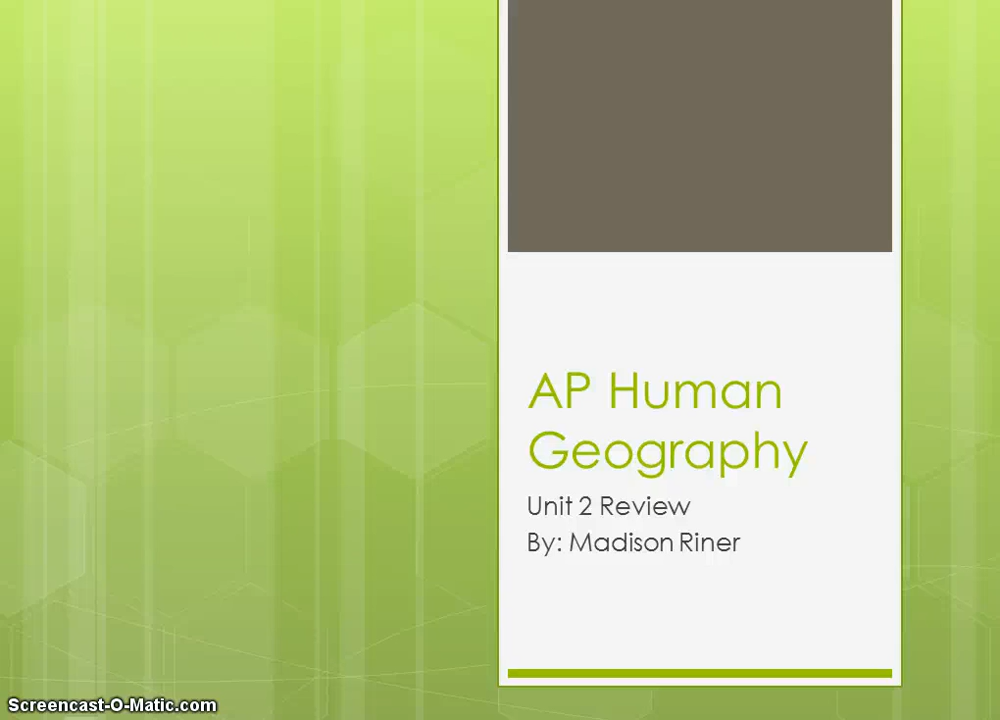 AP Human
Geography
Unit 2 Review
By: Madison Riner
Screencast-O-Matic.com